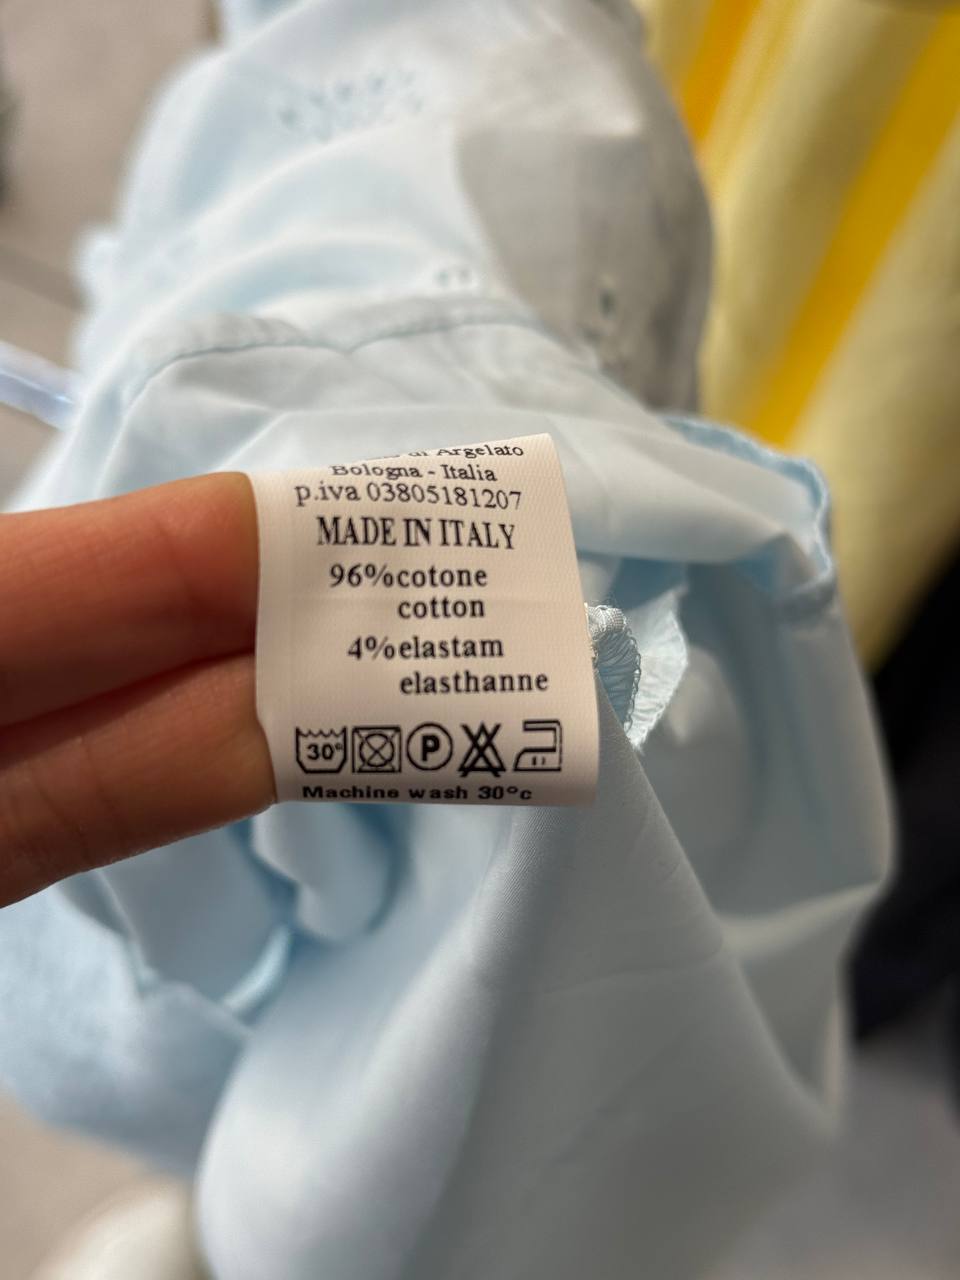 di Argelato
Bologna - Italia
p.iva 03805181207
MADE IN ITALY
96%cotone
cotton
4%elastam
elasthanne
30° P
Machine wash 30°c